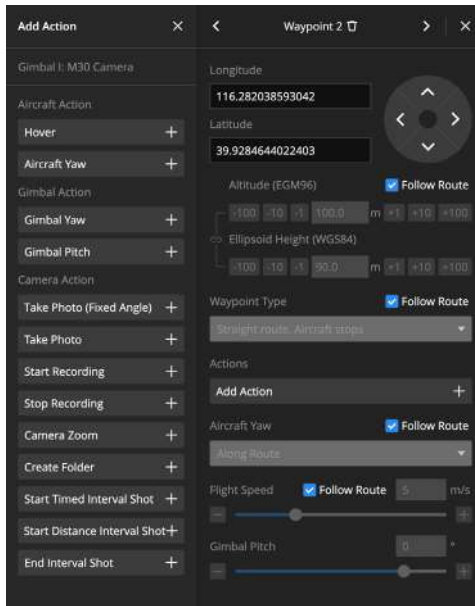 Add Action
Gimbal I: M30 Camera
Aircraft Action
Hover
Aircraft Yaw
Gimbal Action
Gimbal Yaw
Gimbal Pitch
Camera Action
Take Photo (Fixed Angle)
Take Photo
Start Recording
Stop Recording
Camera Zoom
Create Folder
Start Timed Interval Shot
Start Distance Interval Shot
End Interval Shot
Waypoint 2
Longitude
116.282038593042
Latitude
39.9284644022403
Altitude (EGM96) Follow Route
-100 -10 -1 100.0 m +1 +10 +100
Ellipsoid Height (WGS84)
-100 -10 -1 90.0 m +1 +10 +100
Waypoint Type Follow Route
Straight route. Aircraft stops
Actions
Add Action
Aircraft Yaw Follow Route
Along Route
Flight Speed Follow Route 5 m/s
Gimbal Pitch 0 °